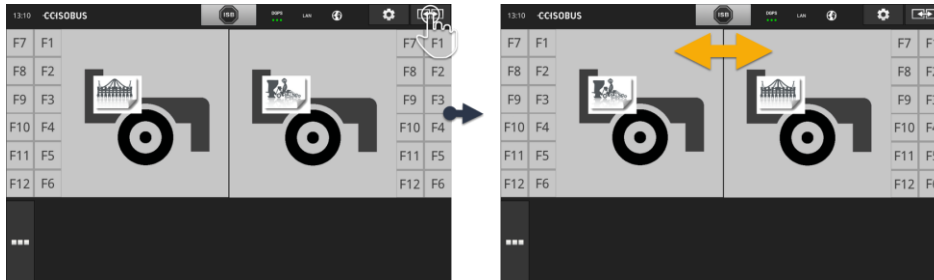 13:10 CCISOBUS ISB DGPS LAN
F7 F1 F7 F1
F8 F2 F8 F2
F9 F3 F9 F3
F10 F4 F10 F4
F11 F5 F11 F5
F12 F6 F12 F6
13:10 CCISOBUS ISB DGPS LAN
F7 F1 F7 F
F8 F2 F8 F
F9 F3 F9 F
F10 F4 F10 F
F11 F5 F11 F
F12 F6 F12 F